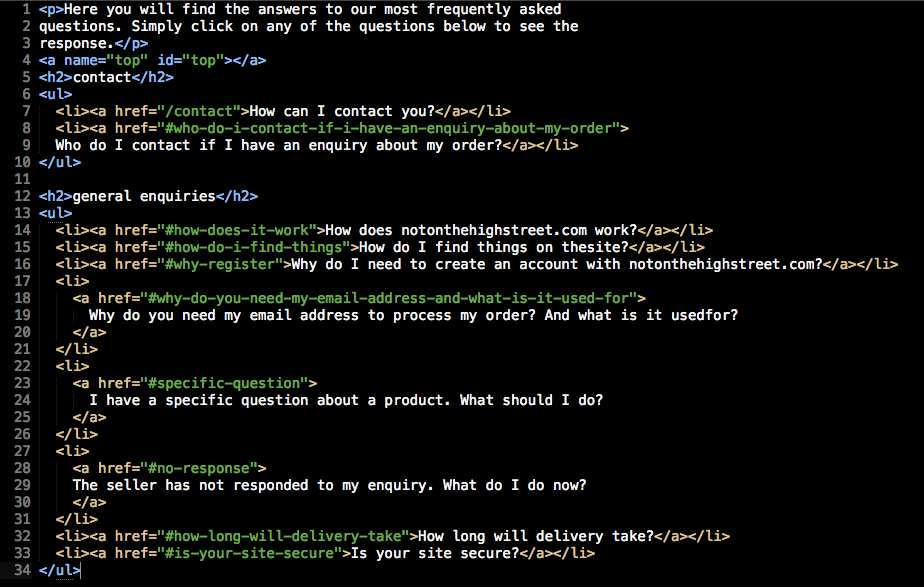 1 <p>Here you will find the answers to our most frequently asked
2 questions. Simply click on any of the questions below to see the
3 response.</p>
4 <a name="top" id="top"></a>
5 <h2>contact</h2>
6 <ul>
7   <li><a href="/contact">How can I contact you?</a></li>
8   <li><a href="#who-do-i-contact-if-i-have-an-enquiry-about-my-order">
9   Who do I contact if I have an enquiry about my order?</a></li>
10 </ul>
11
12 <h2>general enquiries</h2>
13 <ul>
14   <li><a href="#how-does-it-work">How does notonthehighstreet.com work?</a></li>
15   <li><a href="#how-do-i-find-things">How do I find things on thesite?</a></li>
16   <li><a href="#why-register">Why do I need to create an account with notonthehighstreet.com?</a></li>
17   <li>
18     <a href="#why-do-you-need-my-email-address-and-what-is-it-used-for">
19       Why do you need my email address to process my order? And what is it usedfor?
20     </a>
21   </li>
22   <li>
23     <a href="#specific-question">
24       I have a specific question about a product. What should I do?
25     </a>
26   </li>
27   <li>
28     <a href="#no-response">
29     The seller has not responded to my enquiry. What do I do now?
30     </a>
31   </li>
32   <li><a href="#how-long-will-delivery-take">How long will delivery take?</a></li>
33   <li><a href="#is-your-site-secure">Is your site secure?</a></li>
34 </ul>